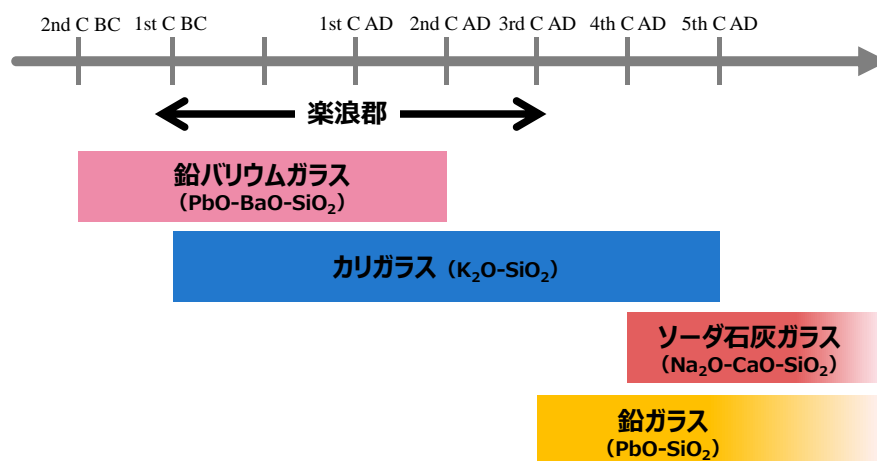 2nd C BC 1st C BC 1st C AD 2nd C AD 3rd C AD 4th C AD 5th C AD
楽浪郡
鉛バリウムガラス
(PbO-BaO-SiO₂)
カリガラス (K₂O-SiO₂)
ソーダ石灰ガラス
(Na₂O-CaO-SiO₂)
鉛ガラス
(PbO-SiO₂)